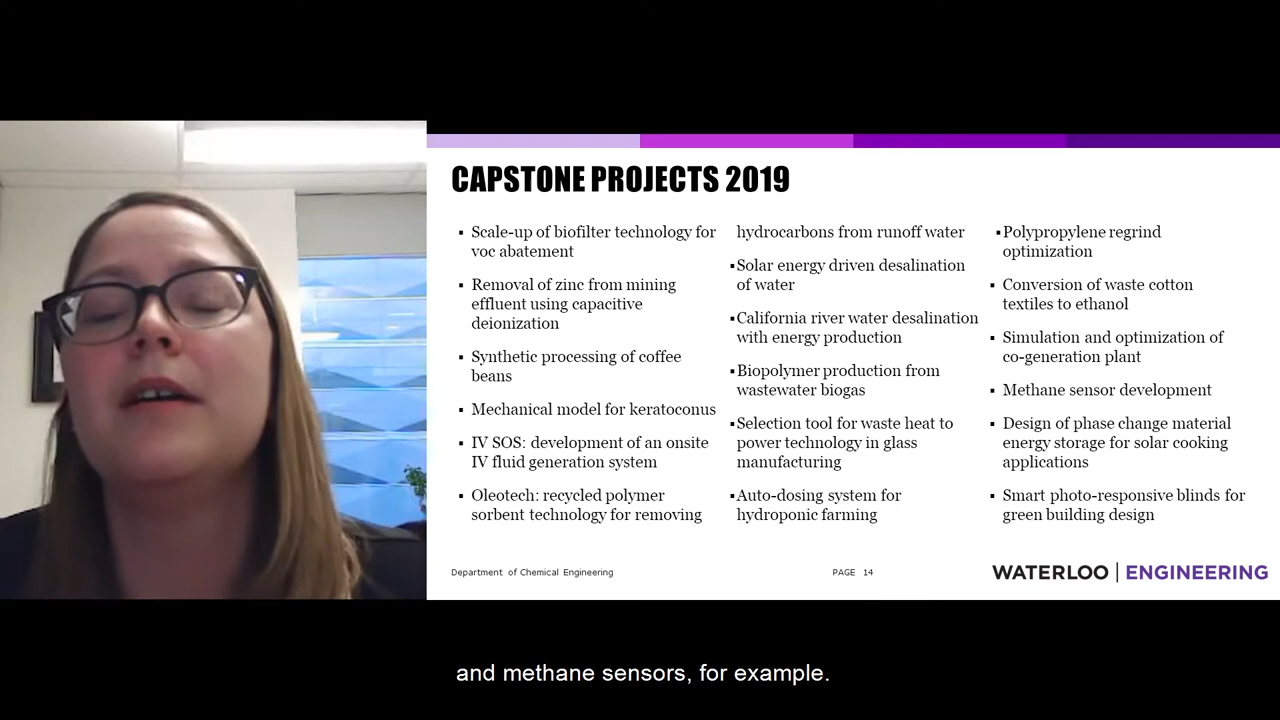 CAPSTONE PROJECTS 2019
▪ Scale-up of biofilter technology for
voc abatement
▪ Removal of zinc from mining
effluent using capacitive
deionization
▪ Synthetic processing of coffee
beans
▪ Mechanical model for keratoconus
▪ IV SOS: development of an onsite
IV fluid generation system
▪ Oleotech: recycled polymer
sorbent technology for removing
hydrocarbons from runoff water
▪ Solar energy driven desalination
of water
▪ California river water desalination
with energy production
▪ Biopolymer production from
wastewater biogas
▪ Selection tool for waste heat to
power technology in glass
manufacturing
▪ Auto-dosing system for
hydroponic farming
▪ Polypropylene regrind
optimization
▪ Conversion of waste cotton
textiles to ethanol
▪ Simulation and optimization of
co-generation plant
▪ Methane sensor development
▪ Design of phase change material
energy storage for solar cooking
applications
▪ Smart photo-responsive blinds for
green building design
Department of Chemical Engineering
PAGE 14
WATERLOO | ENGINEERING
and methane sensors, for example.